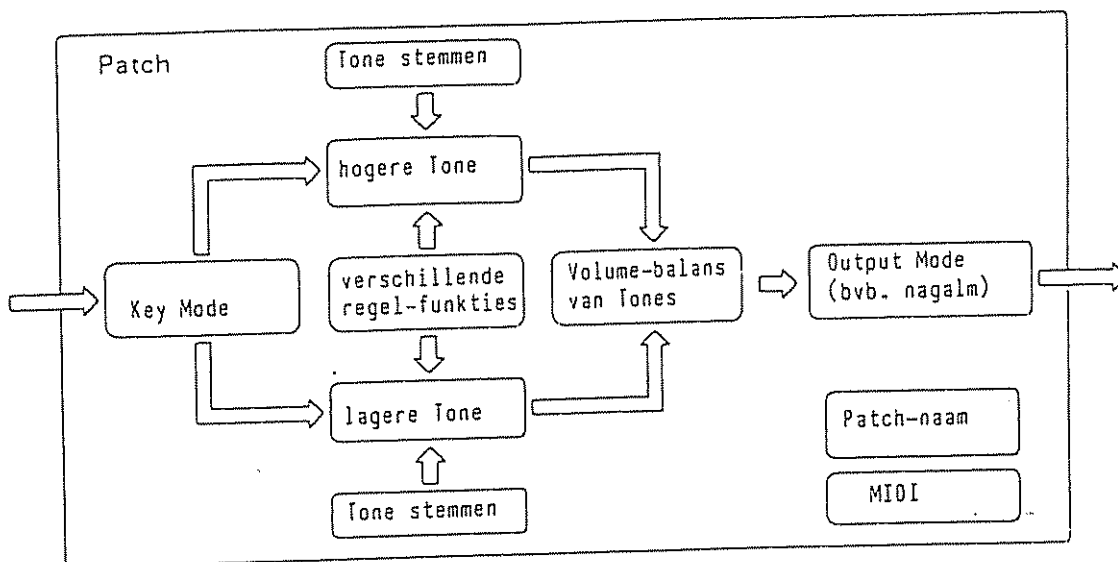 Patch
Tone stemmen
hogere Tone
Key Mode
verschillende
regel-funkties
Volume-balans
van Tones
Output Mode
(bvb. nagalm)
lagere Tone
Patch-naam
Tone stemmen
MIDI